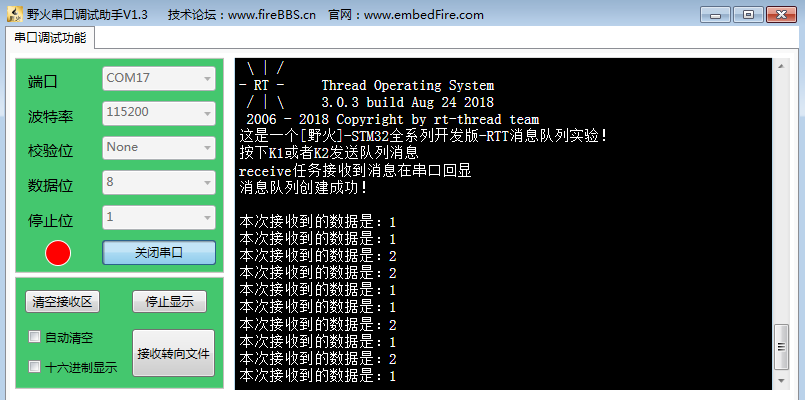 野火串口调试助手V1.3 技术论坛：www.fireBBS.cn 官网：www.embedFire.com
串口调试功能
端口 COM17
波特率 115200
校验位 None
数据位 8
停止位 1
关闭串口
清空接收区 停止显示
自动清空
十六进制显示
接收转向文件
\ | /
- RT - Thread Operating System
/ | \ 3.0.3 build Aug 24 2018
2006 - 2018 Copyright by rt-thread team
这是一个[野火]-STM32全系列开发版-RTT消息队列实验！
按下K1或者K2发送队列消息
receive任务接收到消息在串口回显
消息队列创建成功！
本次接收到的数据是：1
本次接收到的数据是：1
本次接收到的数据是：2
本次接收到的数据是：2
本次接收到的数据是：1
本次接收到的数据是：1
本次接收到的数据是：2
本次接收到的数据是：1
本次接收到的数据是：2
本次接收到的数据是：1